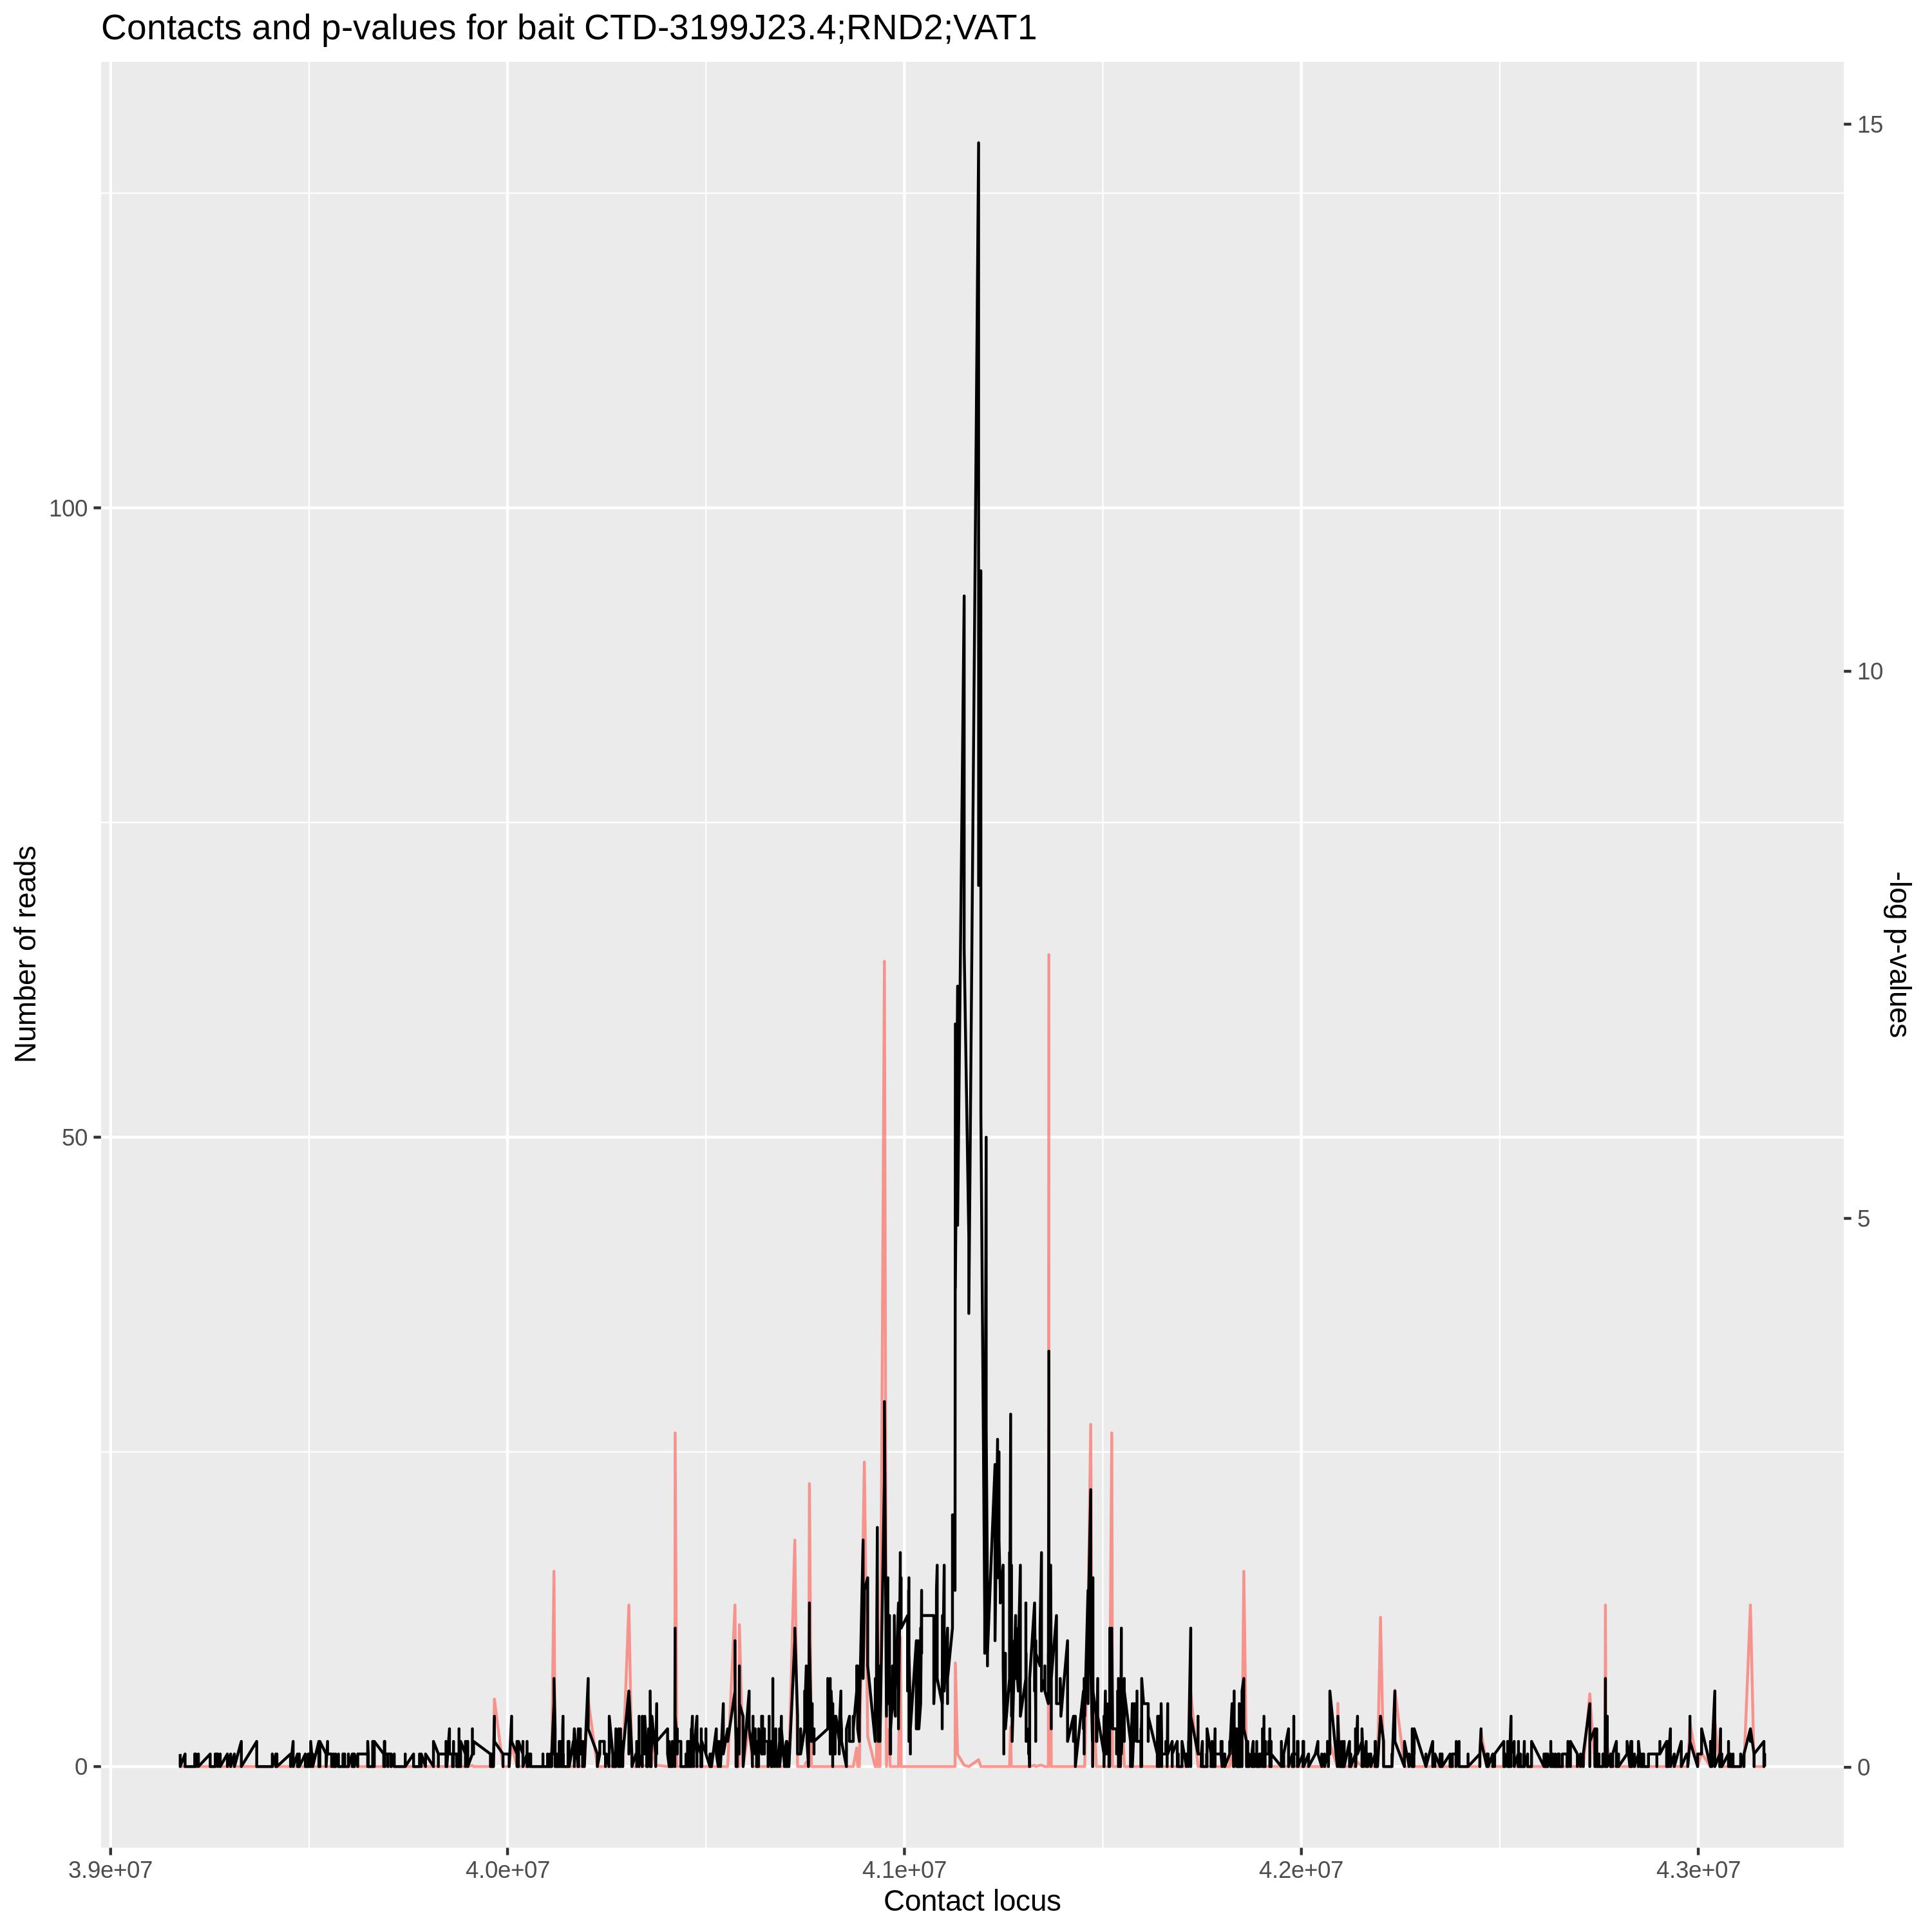 Contacts and p-values for bait CTD-3199J23.4;RND2;VAT1
15
100
10
Number of reads
-log p-values
50
5
0
0
3.9e+07
4.0e+07
4.1e+07
4.2e+07
4.3e+07
Contact locus